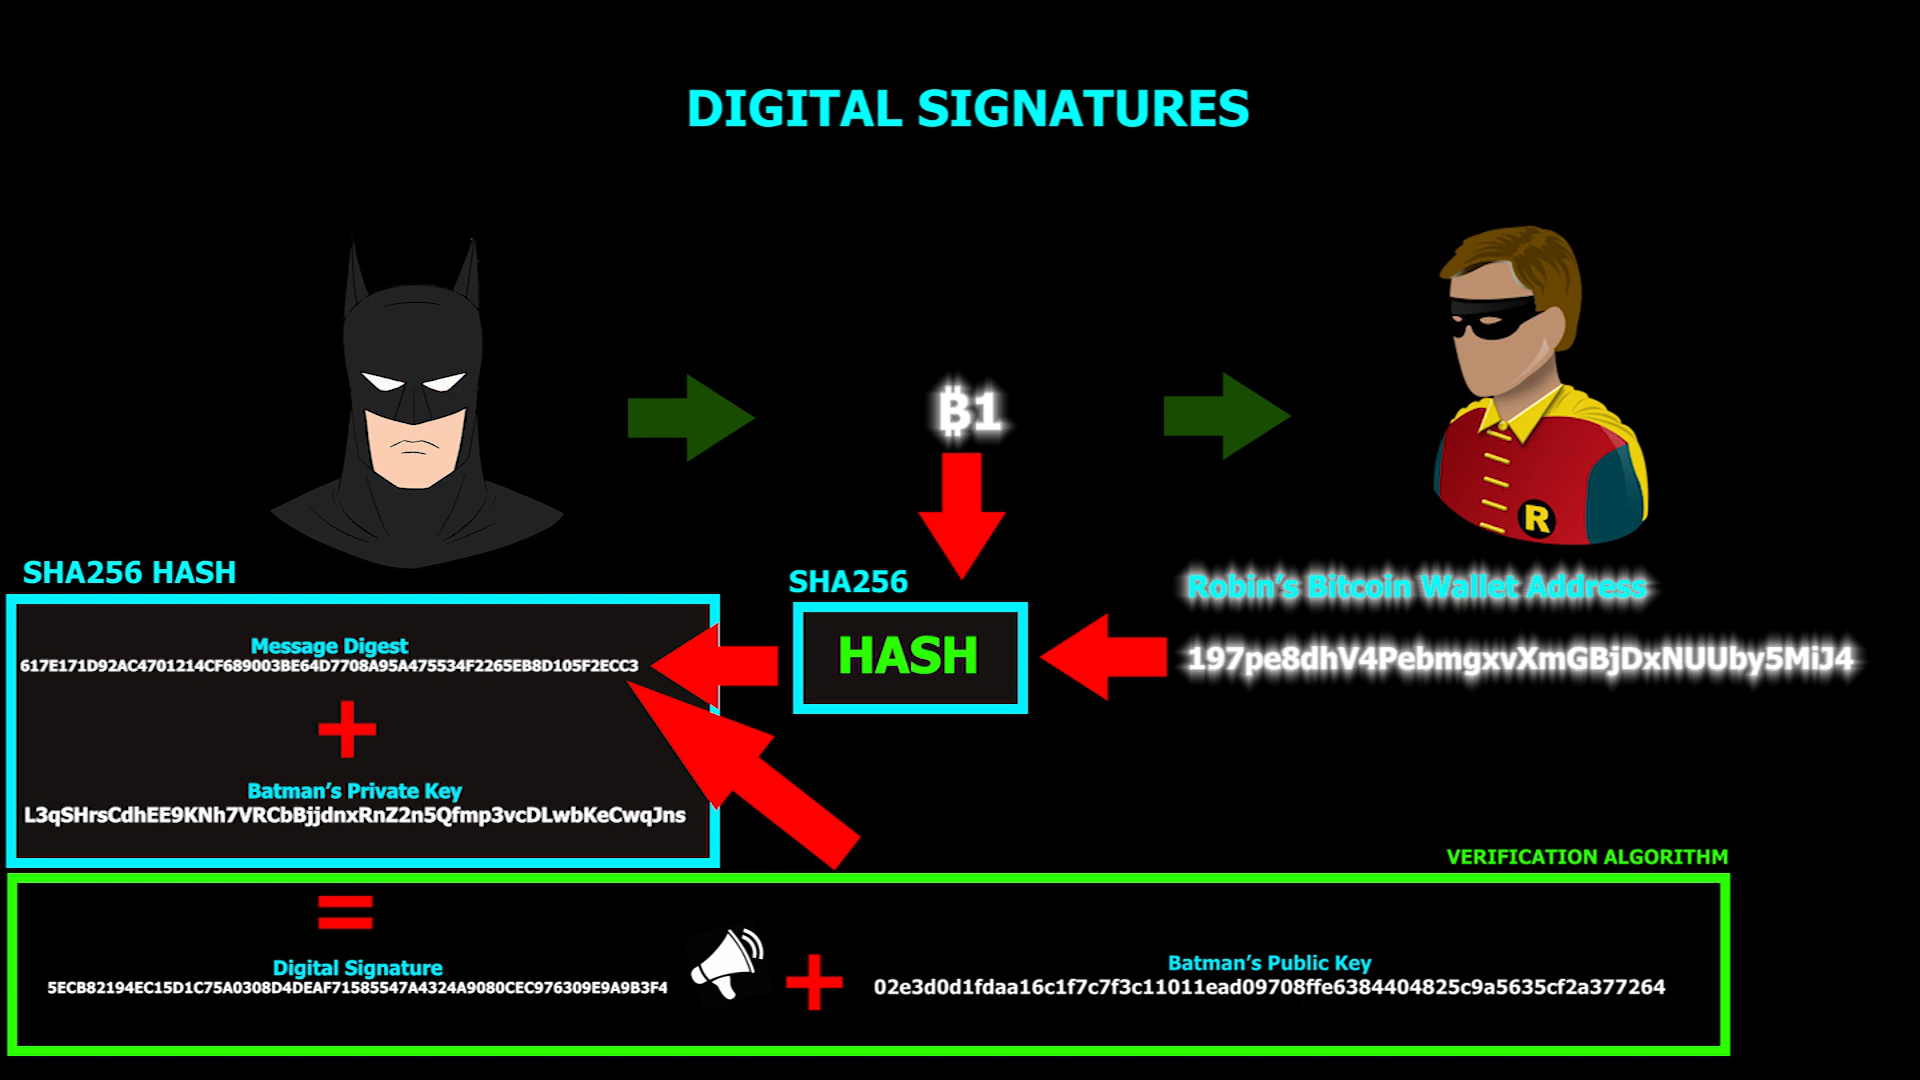 DIGITAL SIGNATURES
₿1
R
SHA256 HASH
SHA256
Robin's Bitcoin Wallet Address
HASH
197pe8dhV4PebmgxvXmGBjDxNUUby5MiJ4
Message Digest
617E171D92AC4701214CF689003BE64D7708A95A475534F2265EB8D105F2ECC3
+
Batman's Private Key
L3qSHrsCdhEE9KNh7VRCbBjjdnxRnZ2n5Qfmp3vcDLwbKeCwqJns
VERIFICATION ALGORITHM
=
Digital Signature
5ECB82194EC15D1C75A0308D4DEAF71585547A4324A9080CEC976309E9A9B3F4
+
Batman's Public Key
02e3d0d1fdaa16c1f7c7f3c11011ead09708ffe6384404825c9a5635cf2a377264